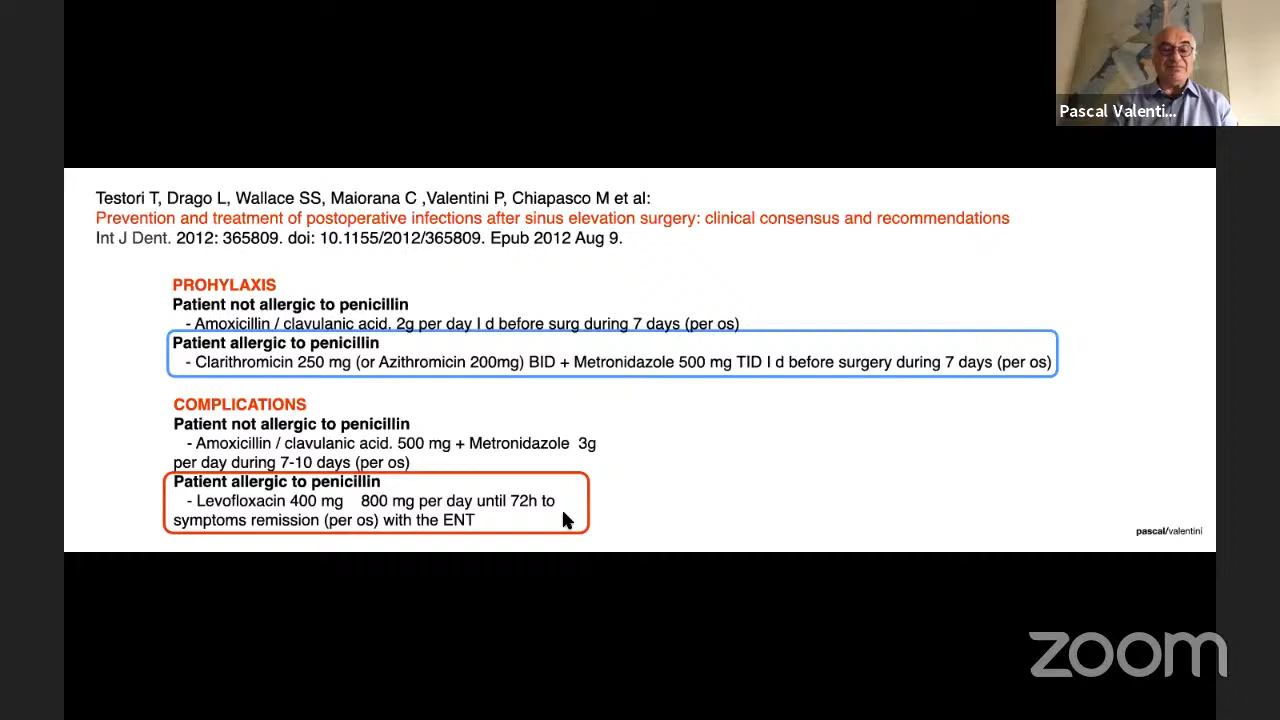 Pascal Valenti...
Testori T, Drago L, Wallace SS, Maiorana C ,Valentini P, Chiapasco M et al:
Prevention and treatment of postoperative infections after sinus elevation surgery: clinical consensus and recommendations
Int J Dent. 2012: 365809. doi: 10.1155/2012/365809. Epub 2012 Aug 9.
PROHYLAXIS
Patient not allergic to penicillin
- Amoxicillin / clavulanic acid. 2g per day I d before surg during 7 days (per os)
Patient allergic to penicillin
- Clarithromicin 250 mg (or Azithromicin 200mg) BID + Metronidazole 500 mg TID I d before surgery during 7 days (per os)
COMPLICATIONS
Patient not allergic to penicillin
- Amoxicillin / clavulanic acid. 500 mg + Metronidazole 3g
per day during 7-10 days (per os)
Patient allergic to penicillin
- Levofloxacin 400 mg 800 mg per day until 72h to
symptoms remission (per os) with the ENT
pascal/valentini
zoom